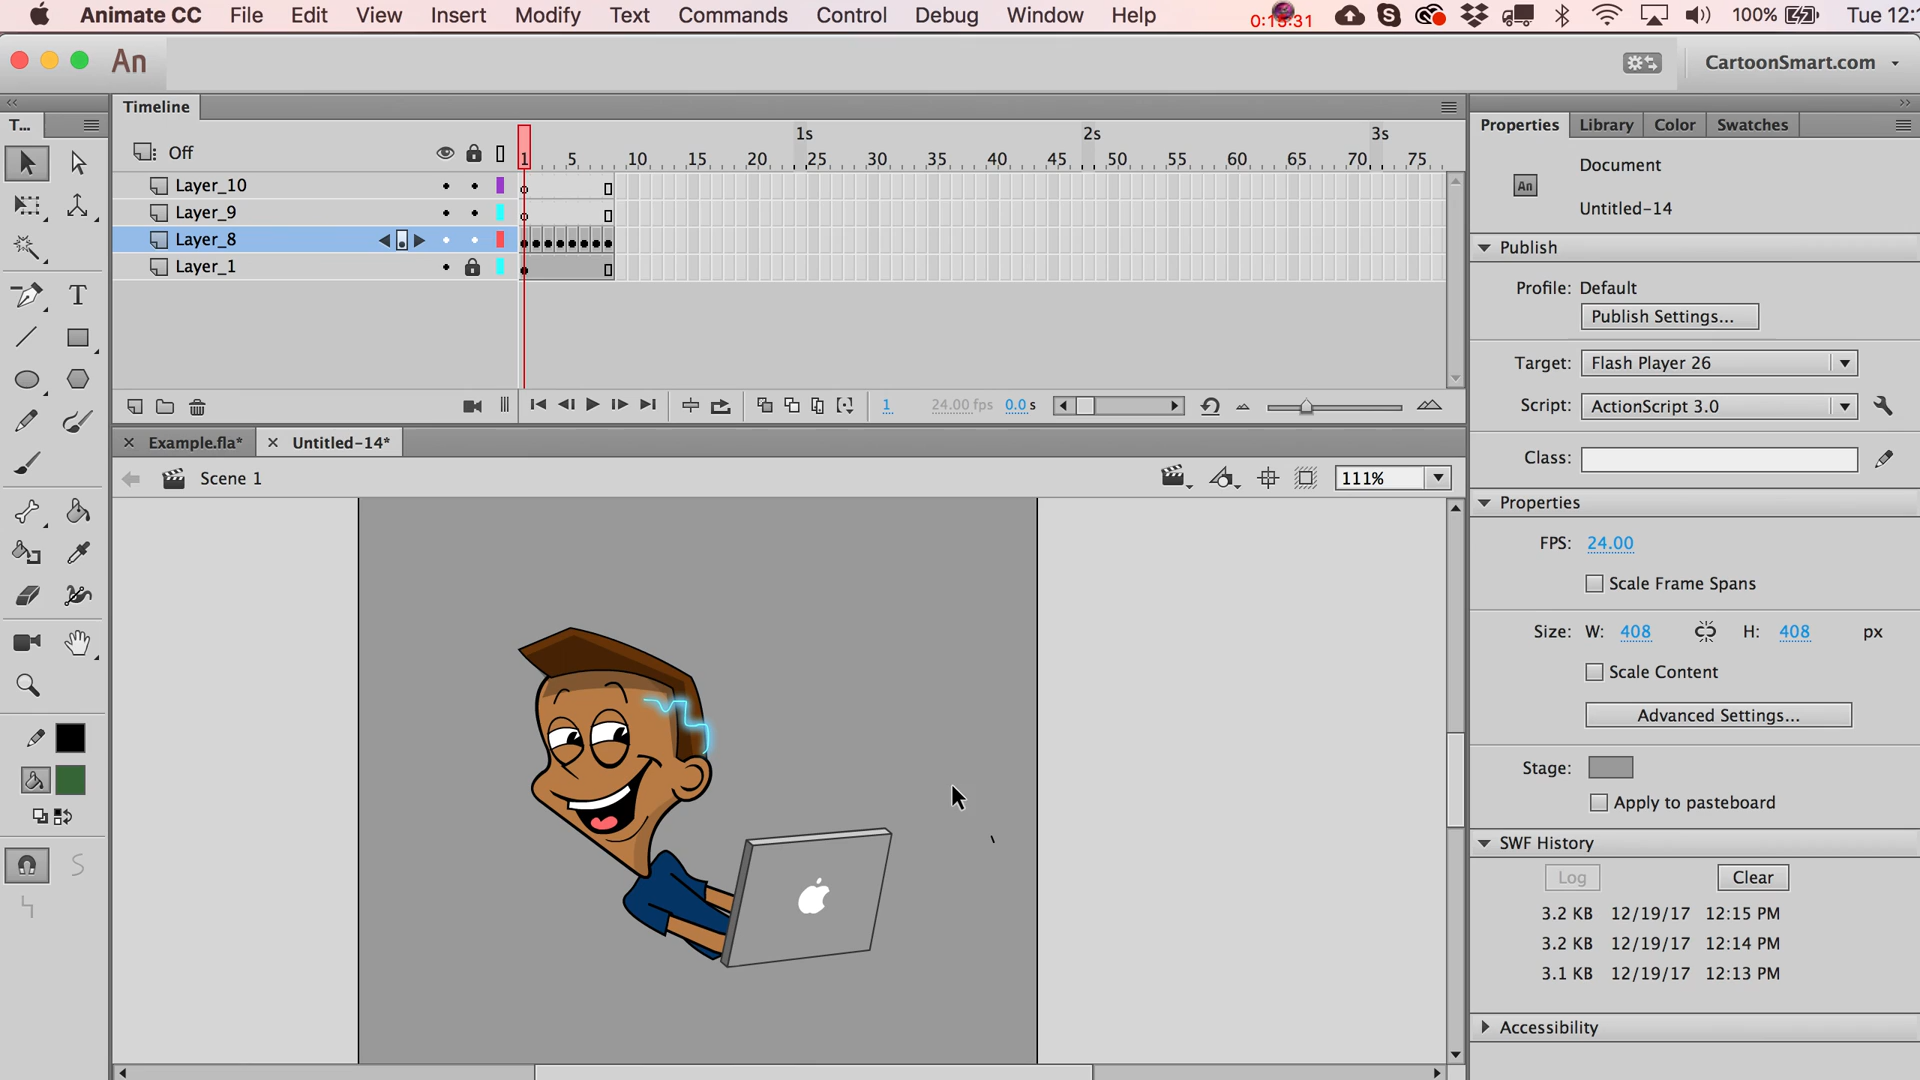 Animate CC File Edit View Insert Modify Text Commands Control Debug Window Help 0:15:31 100% Tue 12:
An CartoonSmart.com
Timeline
T...
Off 1s 2s 3s
1 5 10 15 20 25 30 35 40 45 50 55 60 65 70 75
Layer_10
Layer_9
Layer_8
Layer_1
1 24.00 fps 0.0 s
Example.fla* Untitled-14*
Scene 1 111%
Properties Library Color Swatches
Document
An
Untitled-14
Publish
Profile: Default
Publish Settings...
Target: Flash Player 26
Script: ActionScript 3.0
Class:
Properties
FPS: 24.00
Scale Frame Spans
Size: W: 408 H: 408 px
Scale Content
Advanced Settings...
Stage:
Apply to pasteboard
SWF History
Log Clear
3.2 KB 12/19/17 12:15 PM
3.2 KB 12/19/17 12:14 PM
3.1 KB 12/19/17 12:13 PM
Accessibility